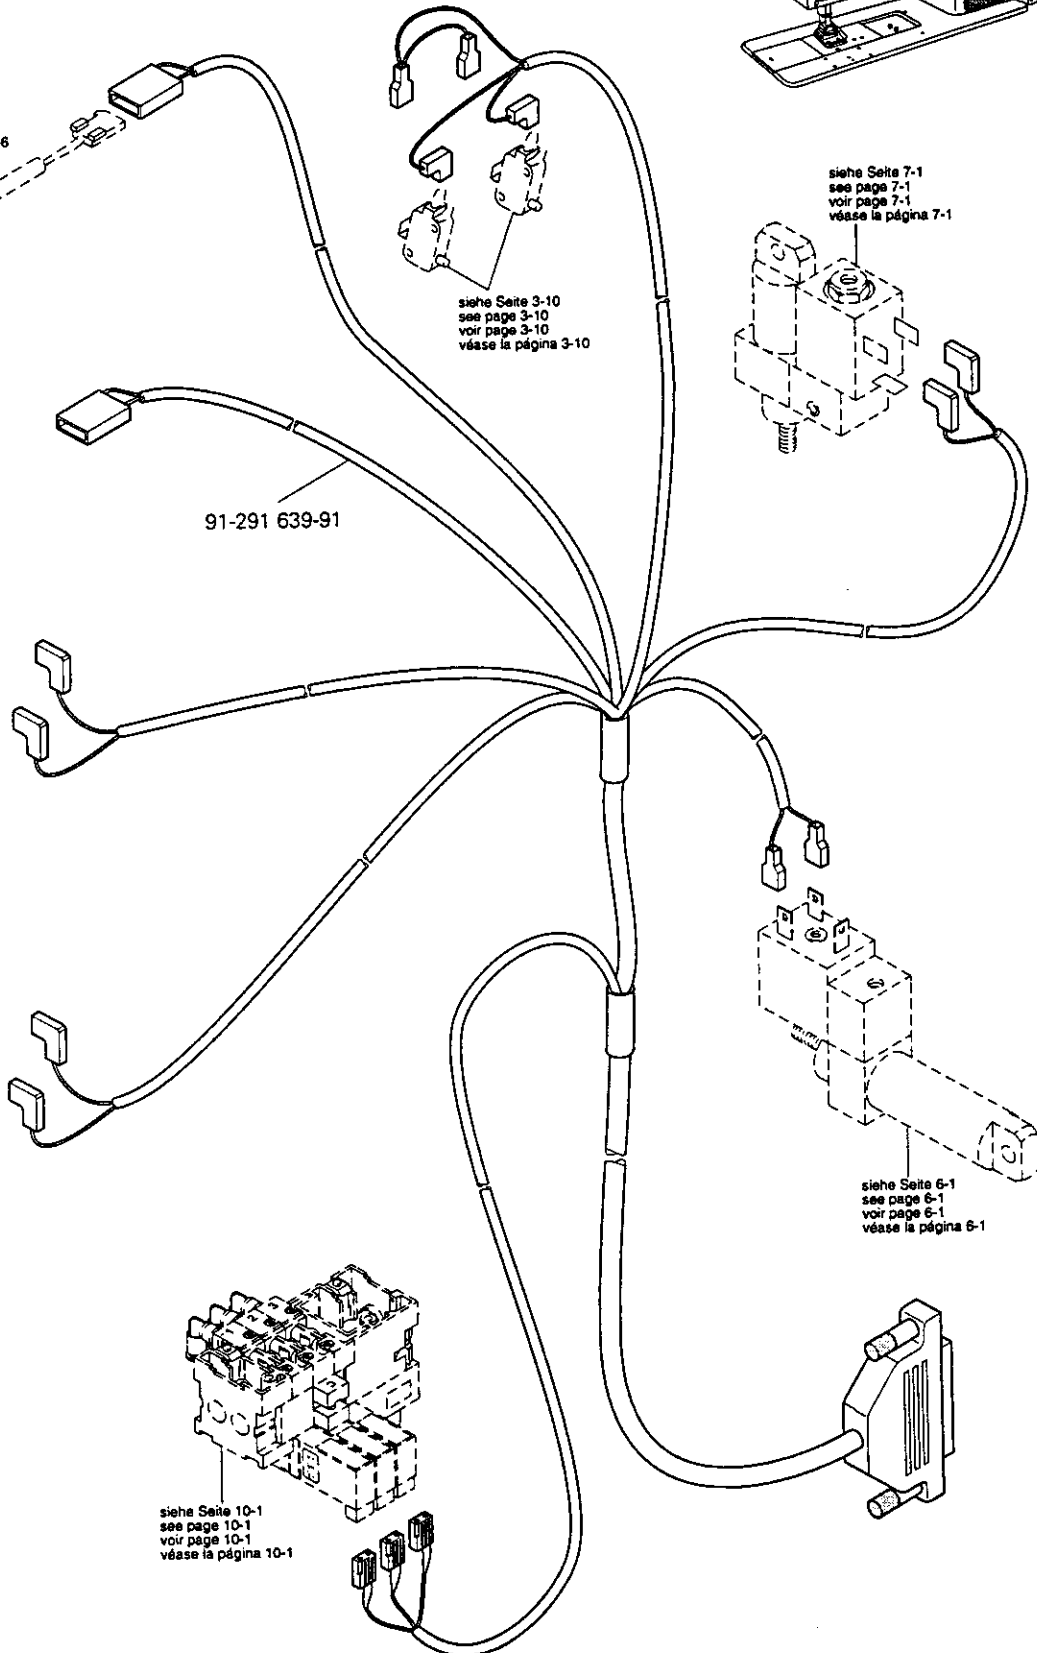 6
siehe Seite 7-1
see page 7-1
voir page 7-1
véase la página 7-1
siehe Seite 3-10
see page 3-10
voir page 3-10
véase la página 3-10
91-291 639-91
siehe Seite 6-1
see page 6-1
voir page 6-1
véase la página 6-1
siehe Seite 10-1
see page 10-1
voir page 10-1
véase la página 10-1